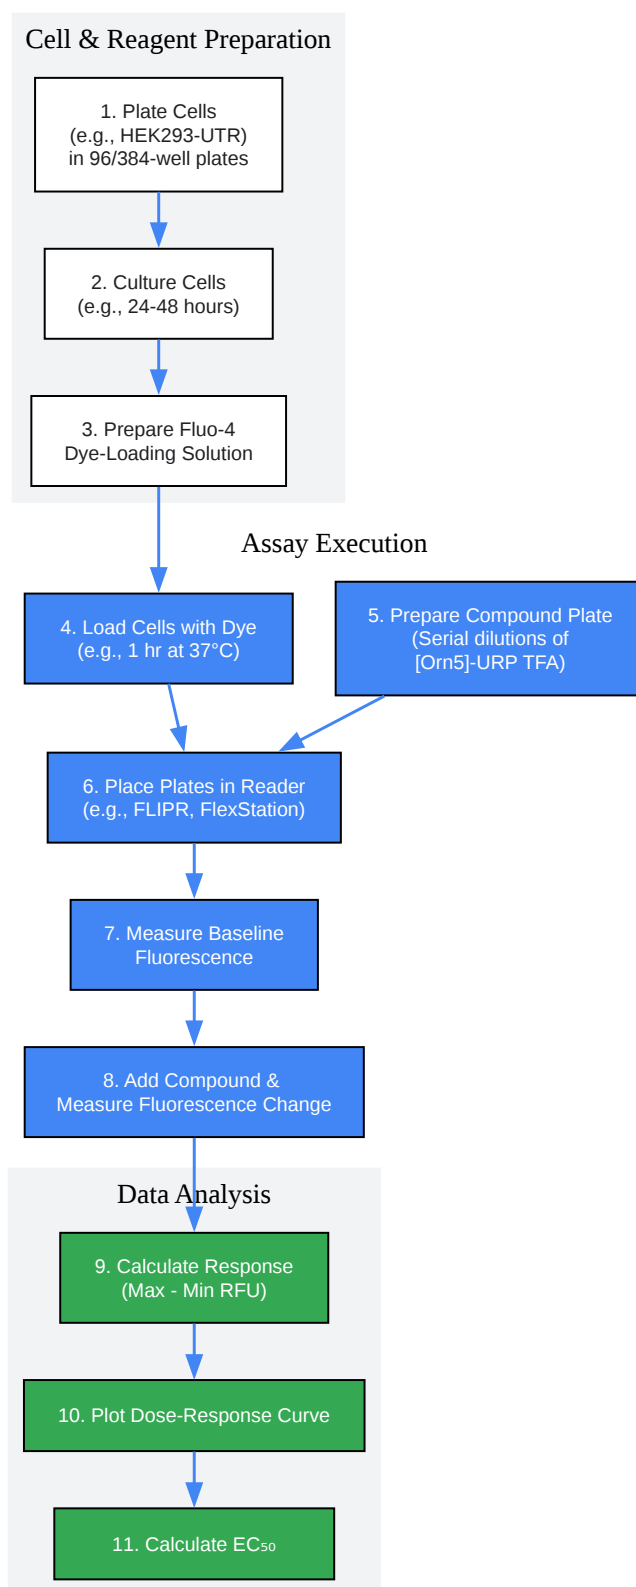 Cell & Reagent Preparation
1. Plate Cells
(e.g., HEK293-UTR)
in 96/384-well plates
2. Culture Cells
(e.g., 24-48 hours)
3. Prepare Fluo-4
Dye-Loading Solution
Assay Execution
4. Load Cells with Dye
(e.g., 1 hr at 37°C)
5. Prepare Compound Plate
(Serial dilutions of
[Orn5]-URP TFA)
6. Place Plates in Reader
(e.g., FLIPR, FlexStation)
7. Measure Baseline
Fluorescence
8. Add Compound &
Measure Fluorescence Change
Data Analysis
9. Calculate Response
(Max - Min RFU)
10. Plot Dose-Response Curve
11. Calculate EC₅₀